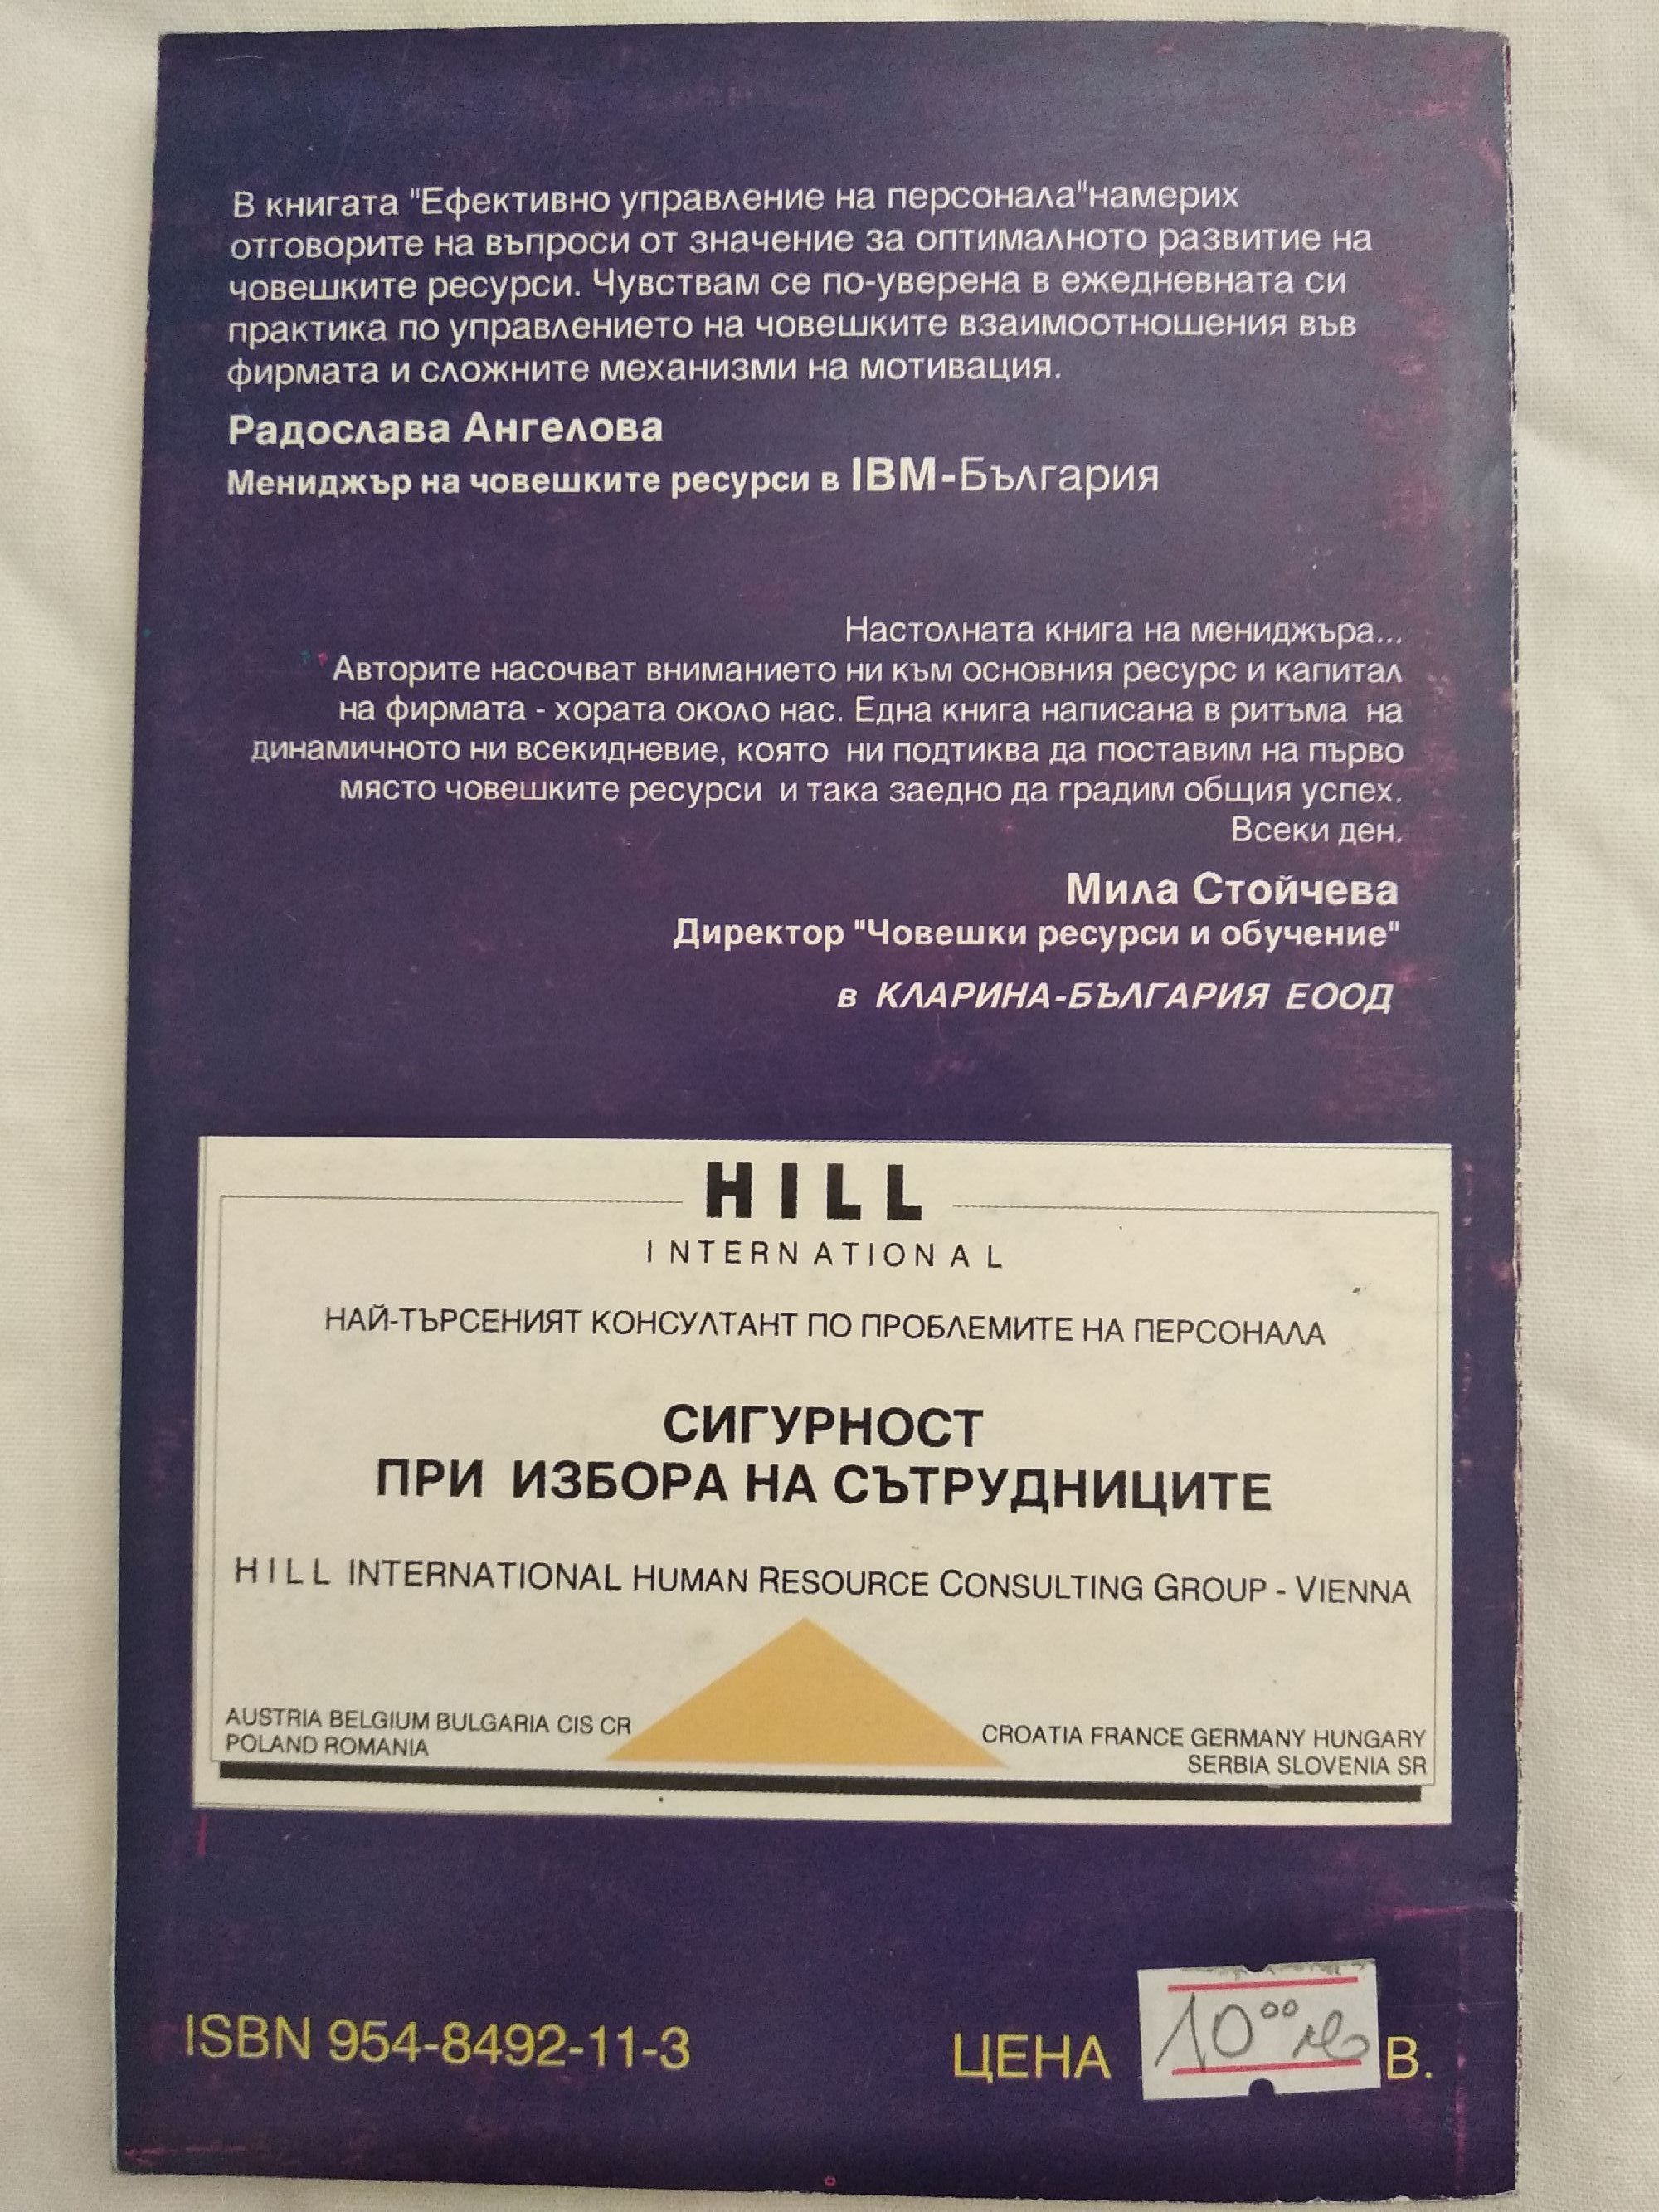 В книгата "Ефективно управление на персонала"намерих
отговорите на въпроси от значение за оптималното развитие на
човешките ресурси. Чувствам се по-уверена в ежедневната си
практика по управлението на човешките взаимоотношения във
фирмата и сложните механизми на мотивация.
Радослава Ангелова
Мениджър на човешките ресурси в IBM-България
Настолната книга на мениджъра...
Авторите насочват вниманието ни към основния ресурс и капитал
на фирмата - хората около нас. Една книга написана в ритъма на
динамичното ни всекидневие, която ни подтиква да поставим на първо
място човешките ресурси и така заедно да градим общия успех.
Всеки ден.
Мила Стойчева
Директор "Човешки ресурси и обучение"
в КЛАРИНА-БЪЛГАРИЯ ЕООД
HILL
INTERNATIONAL
НАЙ-ТЪРСЕНИЯТ КОНСУЛТАНТ ПО ПРОБЛЕМИТЕ НА ПЕРСОНАЛА
СИГУРНОСТ
ПРИ ИЗБОРА НА СЪТРУДНИЦИТЕ
HILL INTERNATIONAL HUMAN RESOURCE CONSULTING GROUP - VIENNA
AUSTRIA BELGIUM BULGARIA CIS CR
POLAND ROMANIA
CROATIA FRANCE GERMANY HUNGARY
SERBIA SLOVENIA SR
ISBN 954-8492-11-3
ЦЕНА 10⁰⁰ лв В.